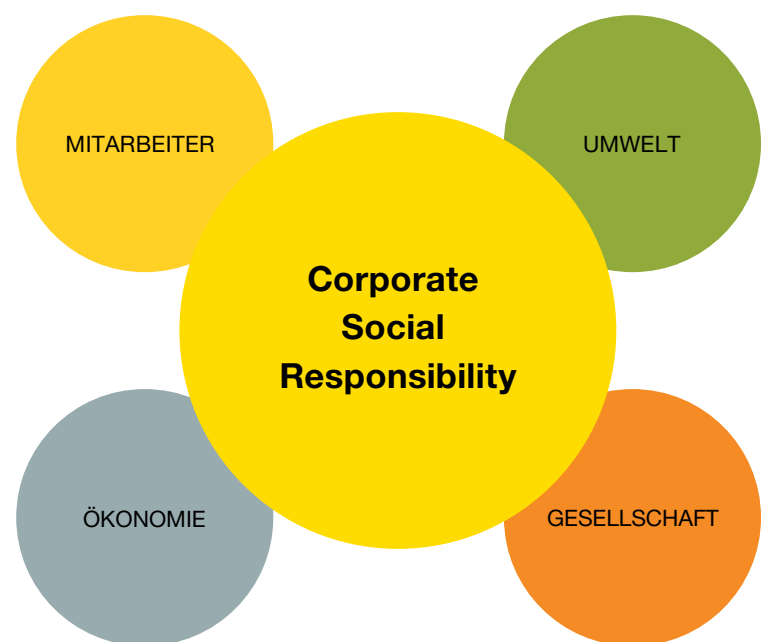 MITARBEITER
UMWELT
Corporate
Social
Responsibility
ÖKONOMIE
GESELLSCHAFT